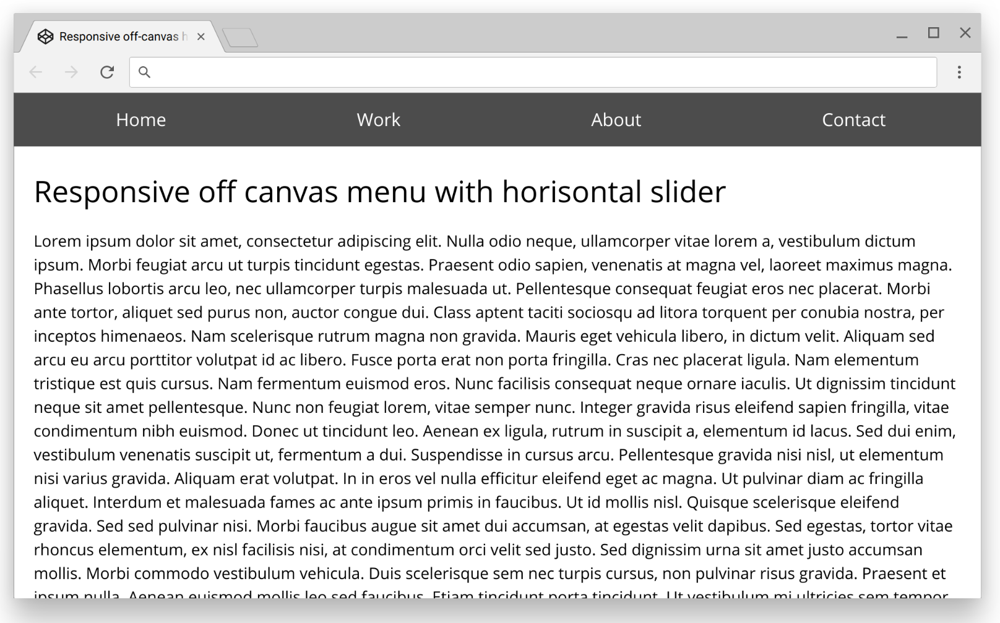 Responsive off-canvas h
Home Work About Contact
Responsive off canvas menu with horisontal slider
Lorem ipsum dolor sit amet, consectetur adipiscing elit. Nulla odio neque, ullamcorper vitae lorem a, vestibulum dictum
ipsum. Morbi feugiat arcu ut turpis tincidunt egestas. Praesent odio sapien, venenatis at magna vel, laoreet maximus magna.
Phasellus lobortis arcu leo, nec ullamcorper turpis malesuada ut. Pellentesque consequat feugiat eros nec placerat. Morbi
ante tortor, aliquet sed purus non, auctor congue dui. Class aptent taciti sociosqu ad litora torquent per conubia nostra, per
inceptos himenaeos. Nam scelerisque rutrum magna non gravida. Mauris eget vehicula libero, in dictum velit. Aliquam sed
arcu eu arcu porttitor volutpat id ac libero. Fusce porta erat non porta fringilla. Cras nec placerat ligula. Nam elementum
tristique est quis cursus. Nam fermentum euismod eros. Nunc facilisis consequat neque ornare iaculis. Ut dignissim tincidunt
neque sit amet pellentesque. Nunc non feugiat lorem, vitae semper nunc. Integer gravida risus eleifend sapien fringilla, vitae
condimentum nibh euismod. Donec ut tincidunt leo. Aenean ex ligula, rutrum in suscipit a, elementum id lacus. Sed dui enim,
vestibulum venenatis suscipit ut, fermentum a dui. Suspendisse in cursus arcu. Pellentesque gravida nisi nisl, ut elementum
nisi varius gravida. Aliquam erat volutpat. In in eros vel nulla efficitur eleifend eget ac magna. Ut pulvinar diam ac fringilla
aliquet. Interdum et malesuada fames ac ante ipsum primis in faucibus. Ut id mollis nisl. Quisque scelerisque eleifend
gravida. Sed sed pulvinar nisi. Morbi faucibus augue sit amet dui accumsan, at egestas velit dapibus. Sed egestas, tortor vitae
rhoncus elementum, ex nisl facilisis nisi, at condimentum orci velit sed justo. Sed dignissim urna sit amet justo accumsan
mollis. Morbi commodo vestibulum vehicula. Duis scelerisque sem nec turpis cursus, non pulvinar risus gravida. Praesent et
ipsum nulla. Aenean euismod mollis leo sed faucibus. Etiam tincidunt porta tincidunt. Ut vestibulum mi ultricies sem tempor